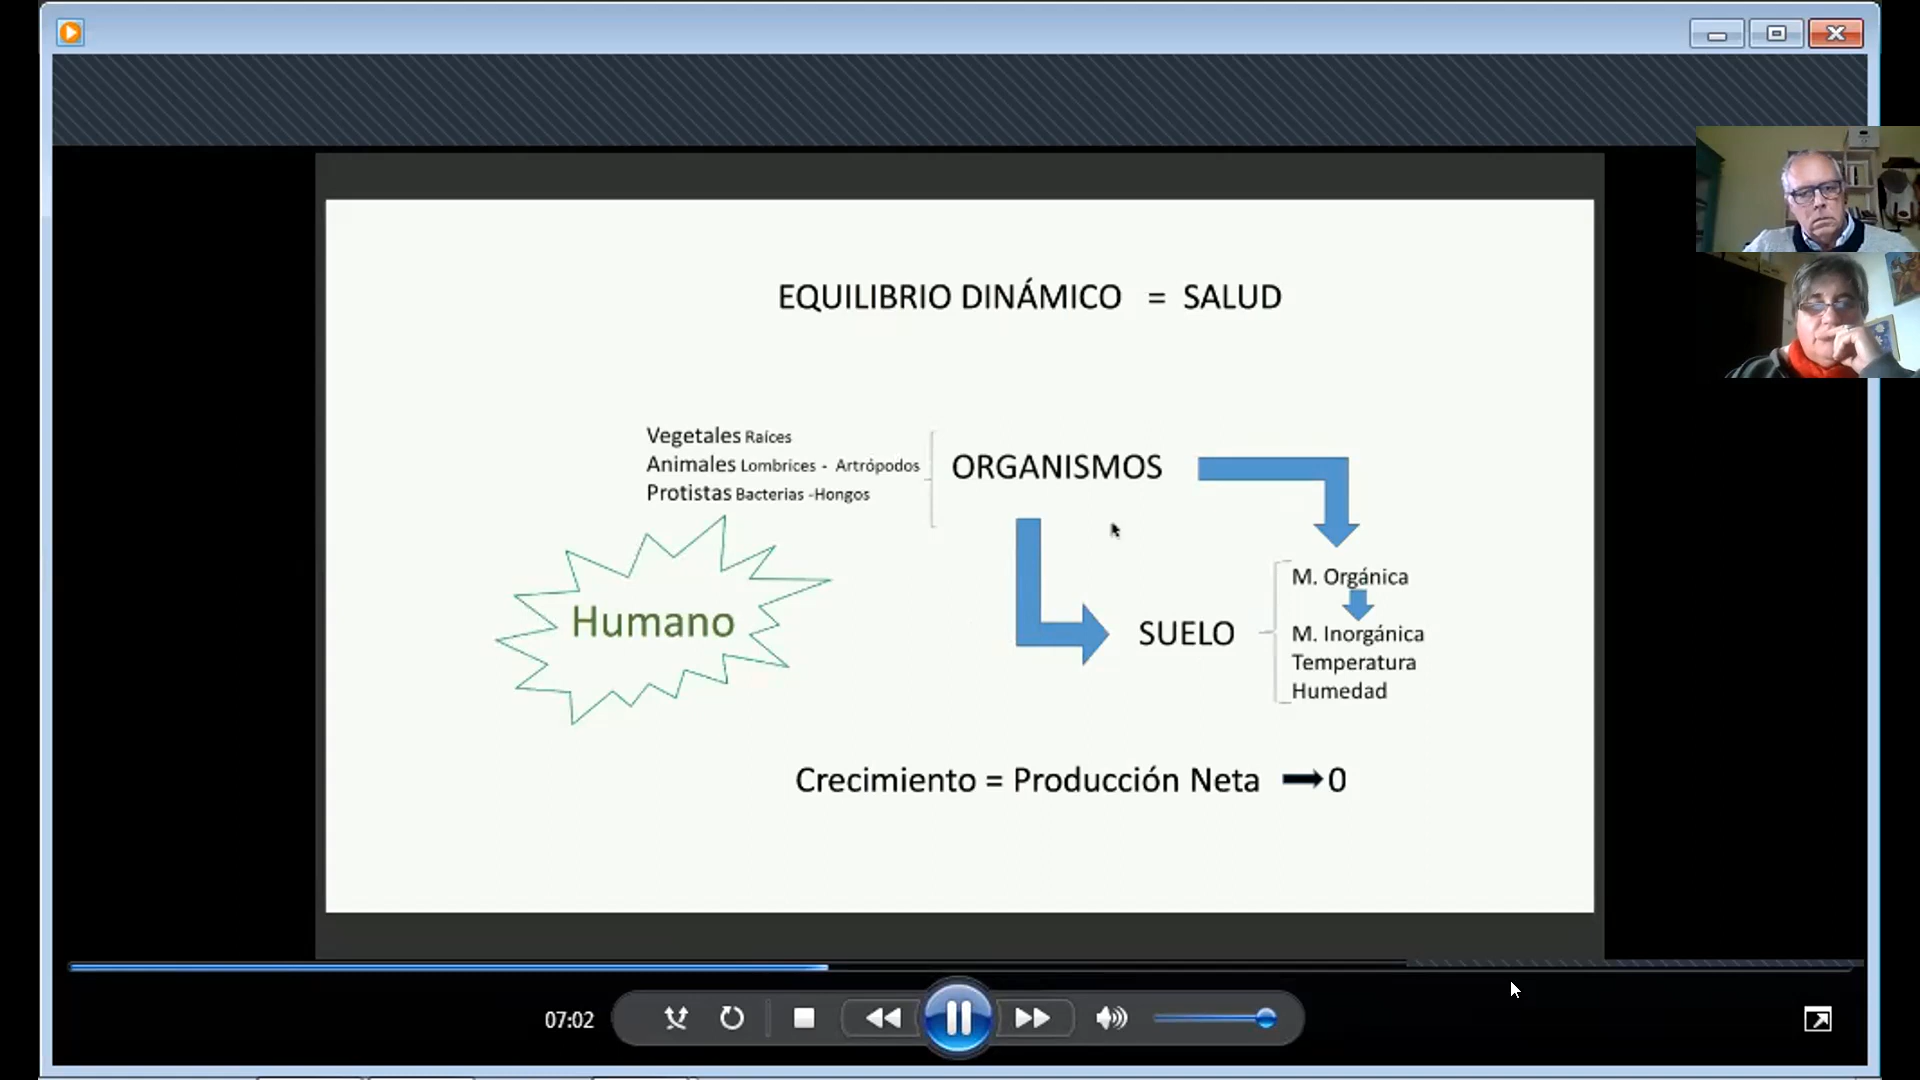 EQUILIBRIO DINÁMICO = SALUD
Vegetales Raíces
Animales Lombrices - Artrópodos
Protistas Bacterias -Hongos
ORGANISMOS
Humano
SUELO
M. Orgánica
M. Inorgánica
Temperatura
Humedad
Crecimiento = Producción Neta ➡0
07:02